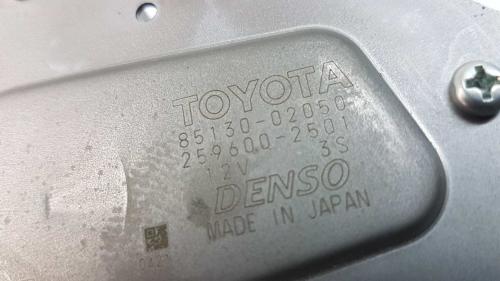 TOYOTA
85130-02050
259600-2501
12V 3S
DENSO
MADE IN JAPAN